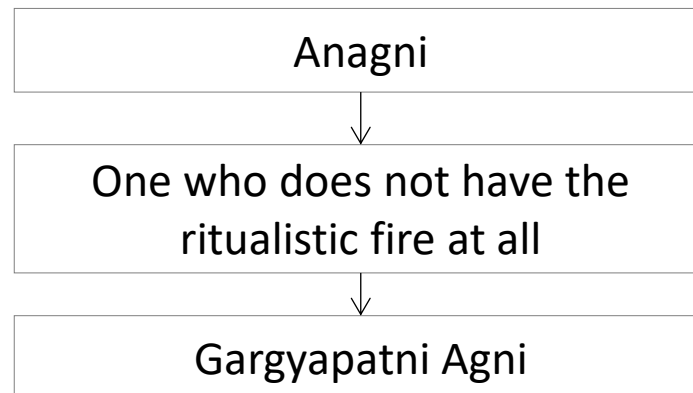 Anagni
One who does not have the
ritualistic fire at all
Gargyapatni Agni